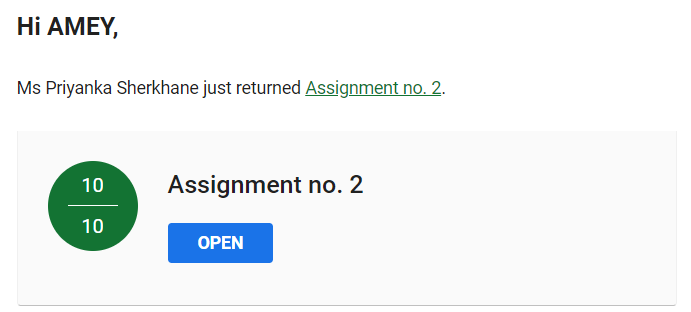 Hi AMEY,
Ms Priyanka Sherkhane just returned Assignment no. 2.
10
10
Assignment no. 2
OPEN